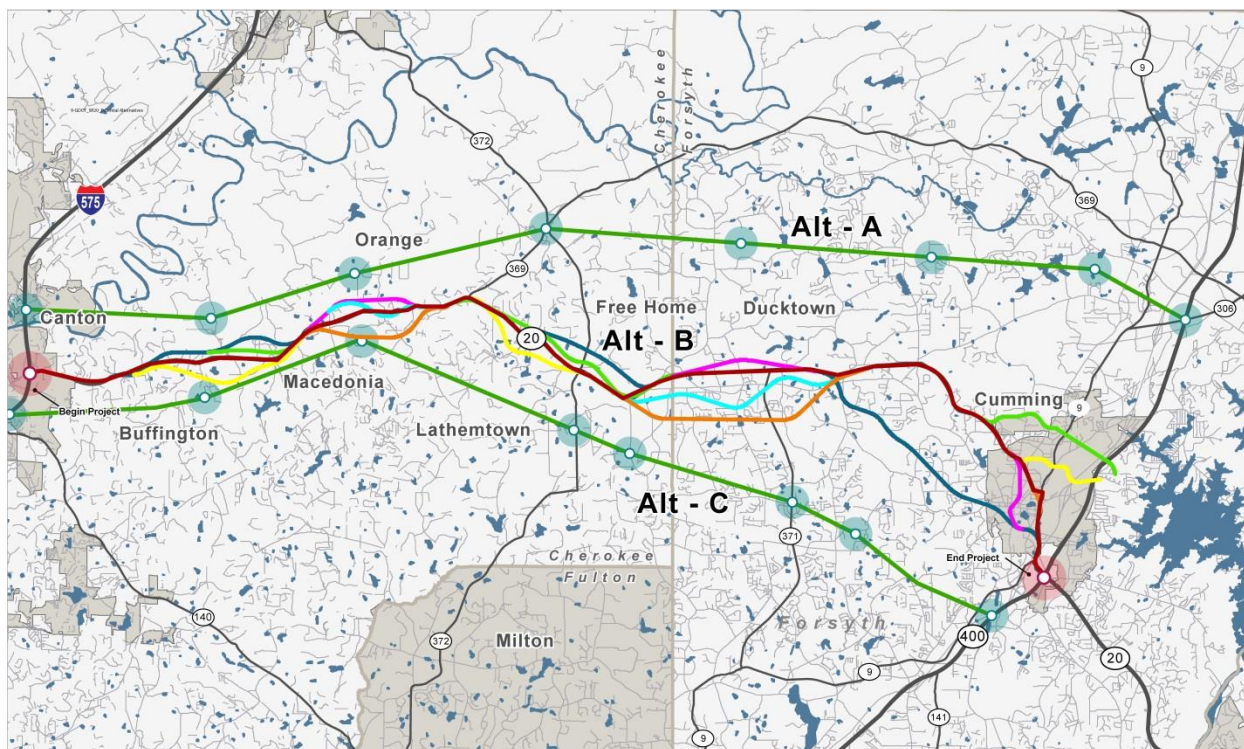 9
372
Cherokee
Forsyth
575
369
Alt - A
Orange
369
306
Canton
Free Home
Ducktown
20
Alt - B
Macedonia
Cumming
9
Begin Project
Buffington
Lathemtown
Alt - C
371
Cherokee
Fulton
End Project
140
Forsyth
400
372
Milton
20
9
9
141
9